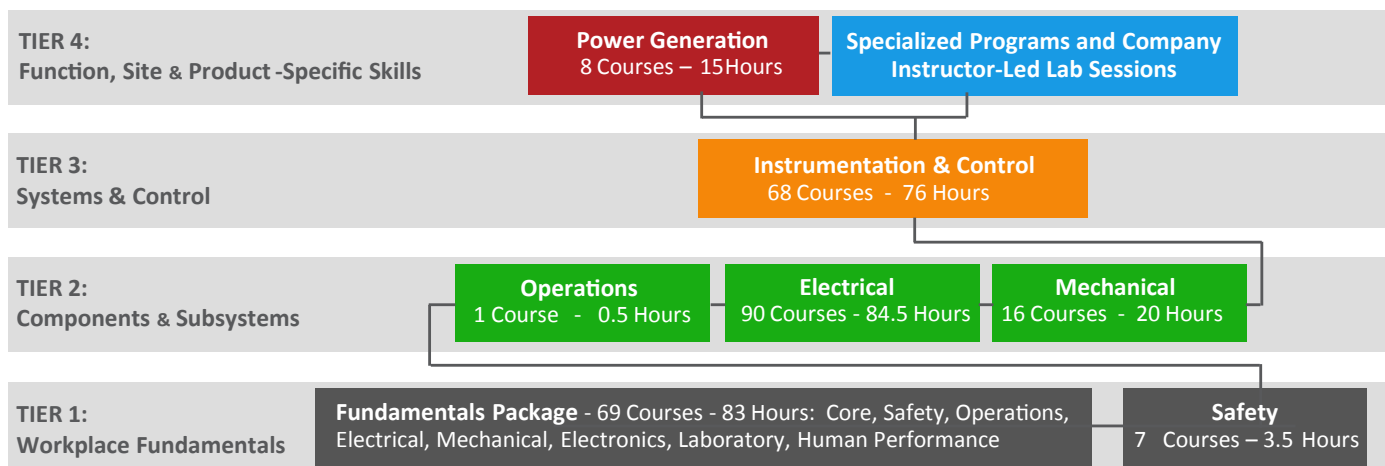 TIER 4:
Function, Site & Product -Specific Skills
Power Generation
8 Courses – 15Hours
Specialized Programs and Company
Instructor-Led Lab Sessions
TIER 3:
Systems & Control
Instrumentation & Control
68 Courses - 76 Hours
TIER 2:
Components & Subsystems
Operations
1 Course - 0.5 Hours
Electrical
90 Courses - 84.5 Hours
Mechanical
16 Courses - 20 Hours
TIER 1:
Workplace Fundamentals
Fundamentals Package - 69 Courses - 83 Hours: Core, Safety, Operations,
Electrical, Mechanical, Electronics, Laboratory, Human Performance
Safety
7 Courses – 3.5 Hours